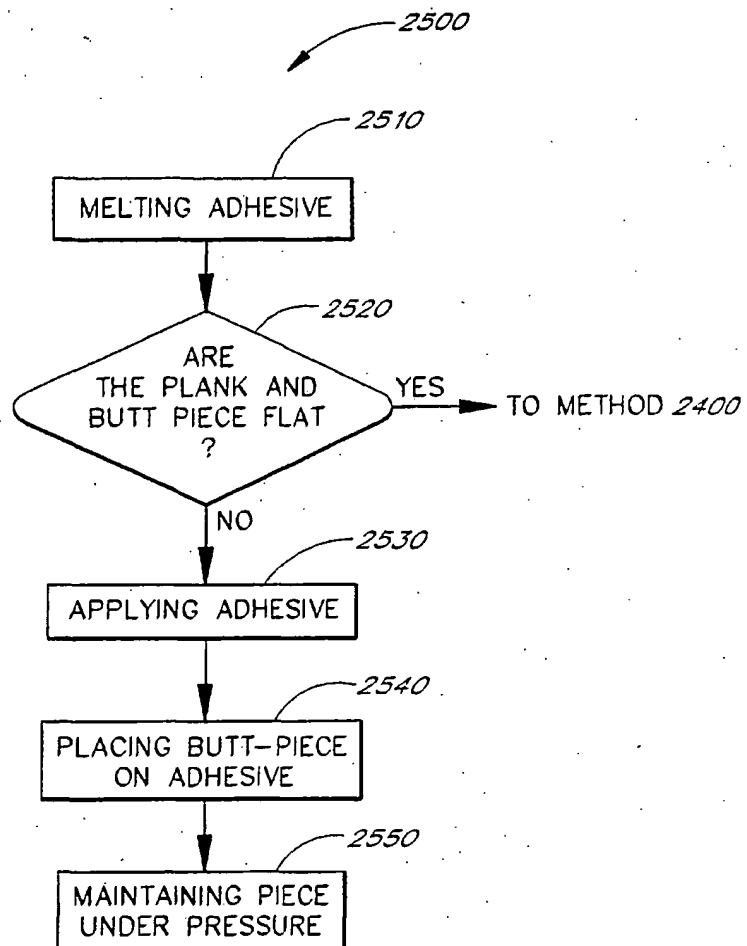 2500
2510
MELTING ADHESIVE
2520
ARE
THE PLANK AND
BUTT PIECE FLAT
?
YES
TO METHOD 2400
NO
2530
APPLYING ADHESIVE
2540
PLACING BUTT-PIECE
ON ADHESIVE
2550
MAINTAINING PIECE
UNDER PRESSURE